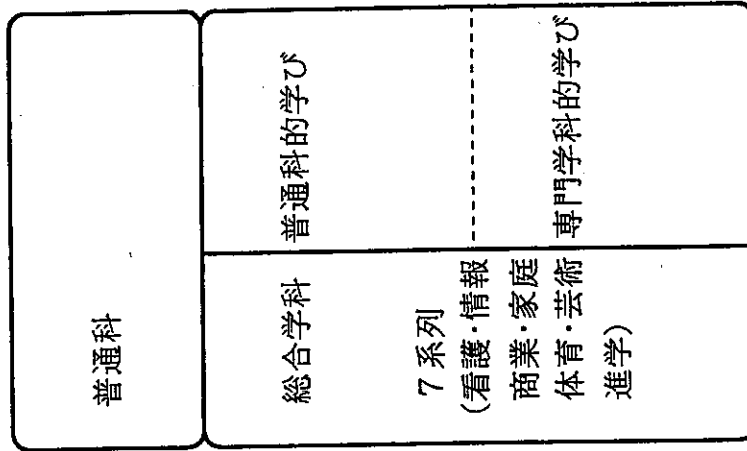 普通科
総合学科
7系列
(看護・情報
商業・家庭
体育・芸術
進学)
普通科的学び
専門学科的学び